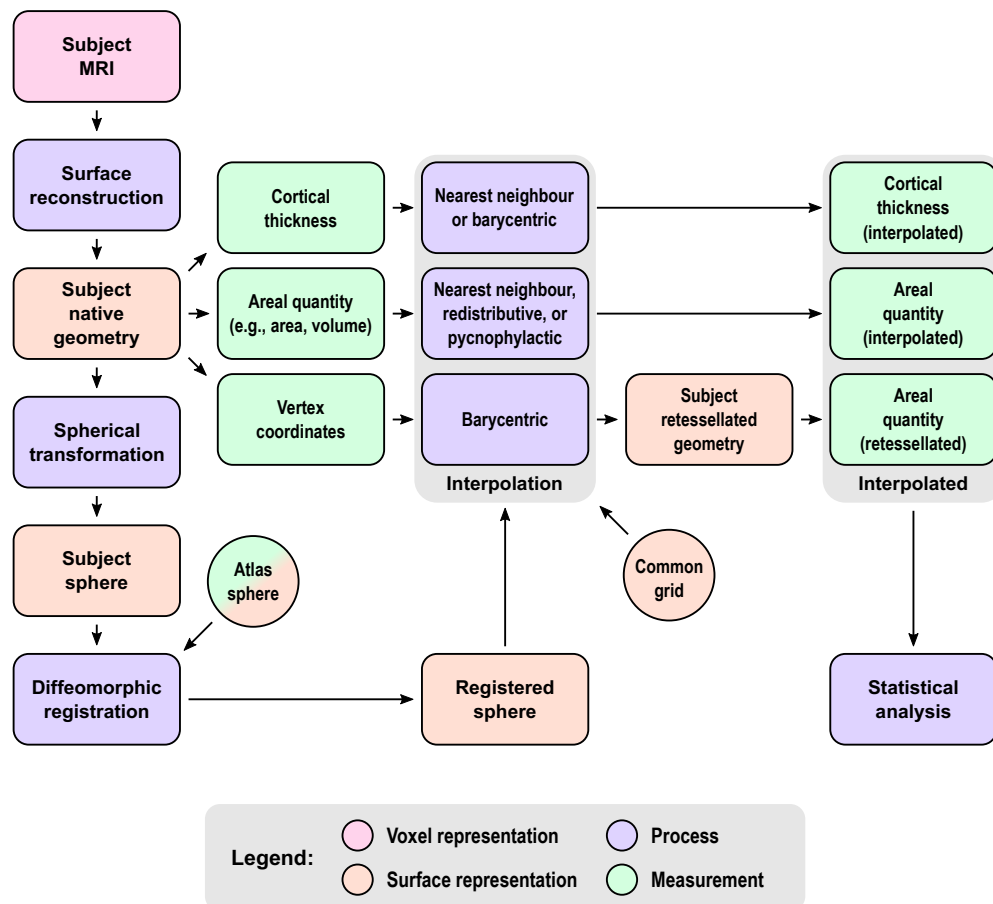 Subject
MRI
Surface
reconstruction
Subject
native
geometry
Spherical
transformation
Subject
sphere
Diffeomorphic
registration
Atlas
sphere
Cortical
thickness
Areal quantity
(e.g., area, volume)
Vertex
coordinates
Nearest neighbour
or barycentric
Nearest neighbour,
redistributive, or
pycnophylactic
Barycentric
Interpolation
Registered
sphere
Common
grid
Subject
retessellated
geometry
Cortical
thickness
(interpolated)
Areal
quantity
(interpolated)
Areal
quantity
(retessellated)
Interpolated
Statistical
analysis
Legend:
Voxel representation
Surface representation
Process
Measurement